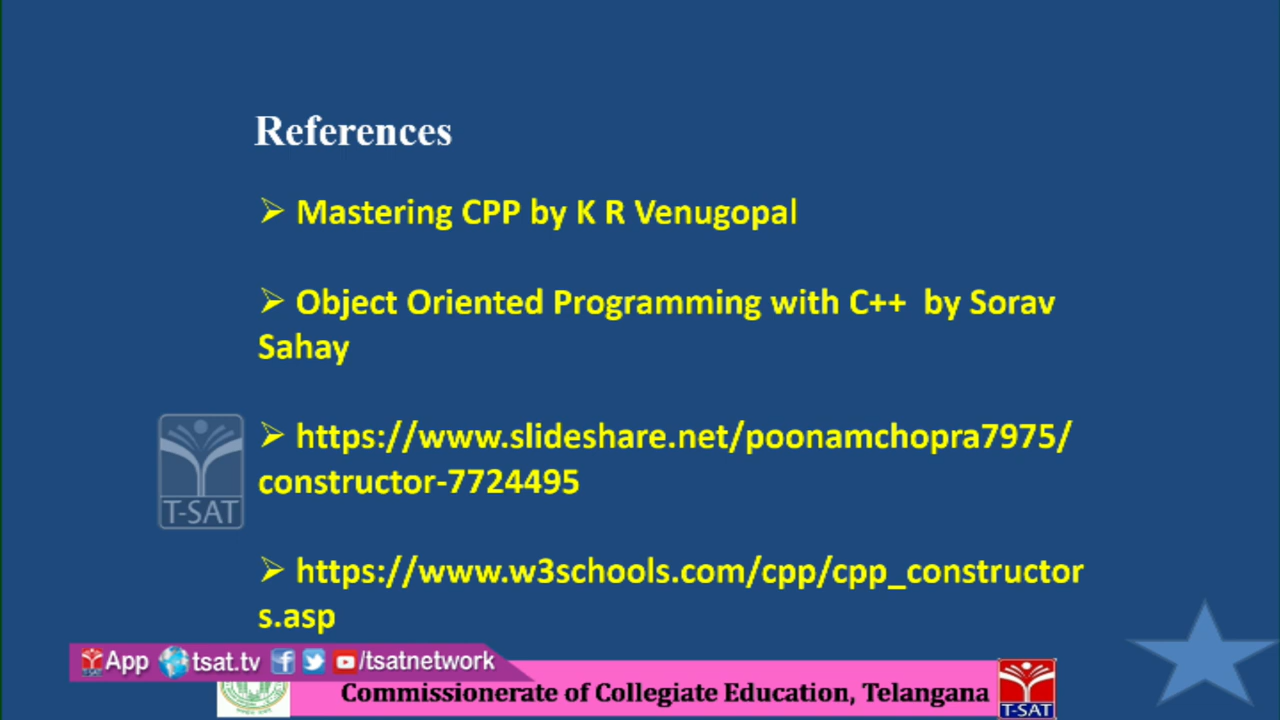 References
➢ Mastering CPP by K R Venugopal
➢ Object Oriented Programming with C++ by Sorav
Sahay
➢ https://www.slideshare.net/poonamchopra7975/
constructor-7724495
T-SAT
➢ https://www.w3schools.com/cpp/cpp_constructor
s.asp
App tsat.tv /tsatnetwork
Commissionerate of Collegiate Education, Telangana
T-SAT